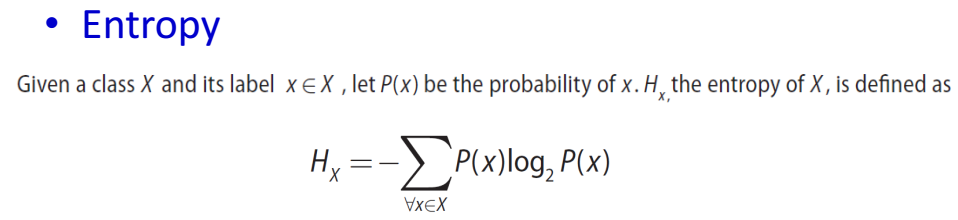 • Entropy
Given a class X and its label x ∈ X , let P(x) be the probability of x. Hₓ, the entropy of X, is defined as
H_X = −∑_{∀x∈X} P(x)log₂ P(x)